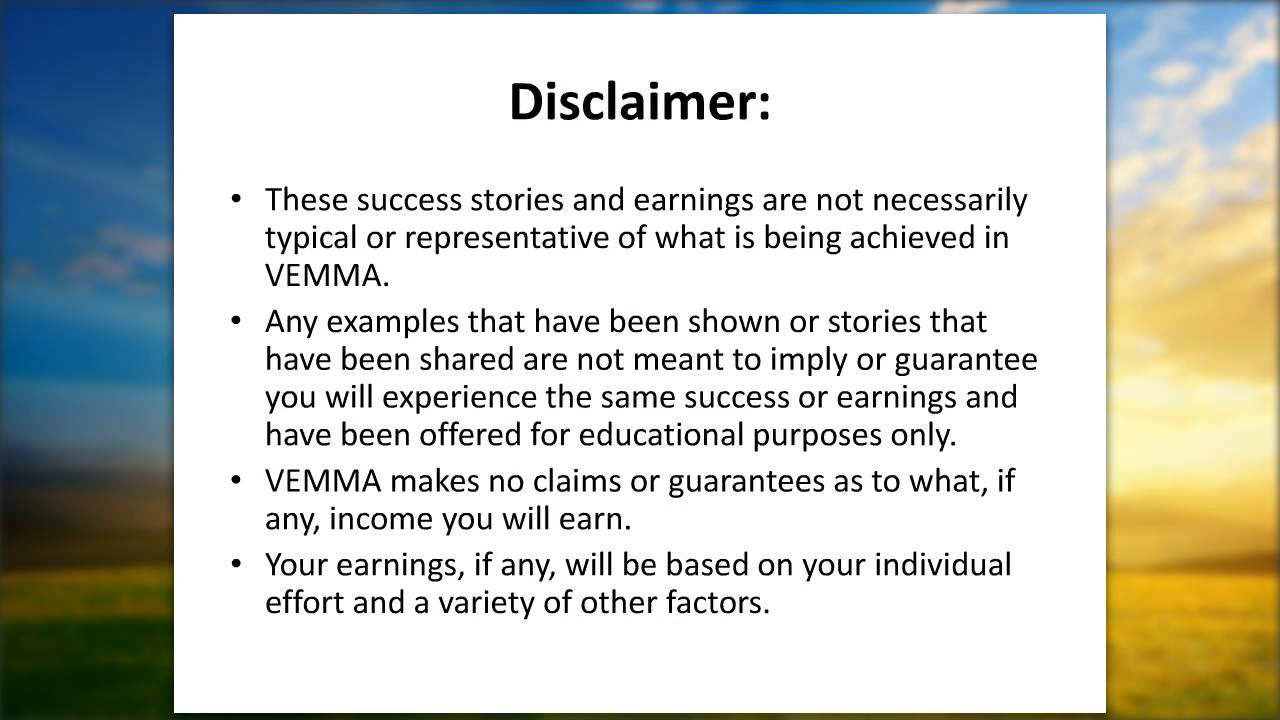 Disclaimer:
• These success stories and earnings are not necessarily
typical or representative of what is being achieved in
VEMMA.
• Any examples that have been shown or stories that
have been shared are not meant to imply or guarantee
you will experience the same success or earnings and
have been offered for educational purposes only.
• VEMMA makes no claims or guarantees as to what, if
any, income you will earn.
• Your earnings, if any, will be based on your individual
effort and a variety of other factors.